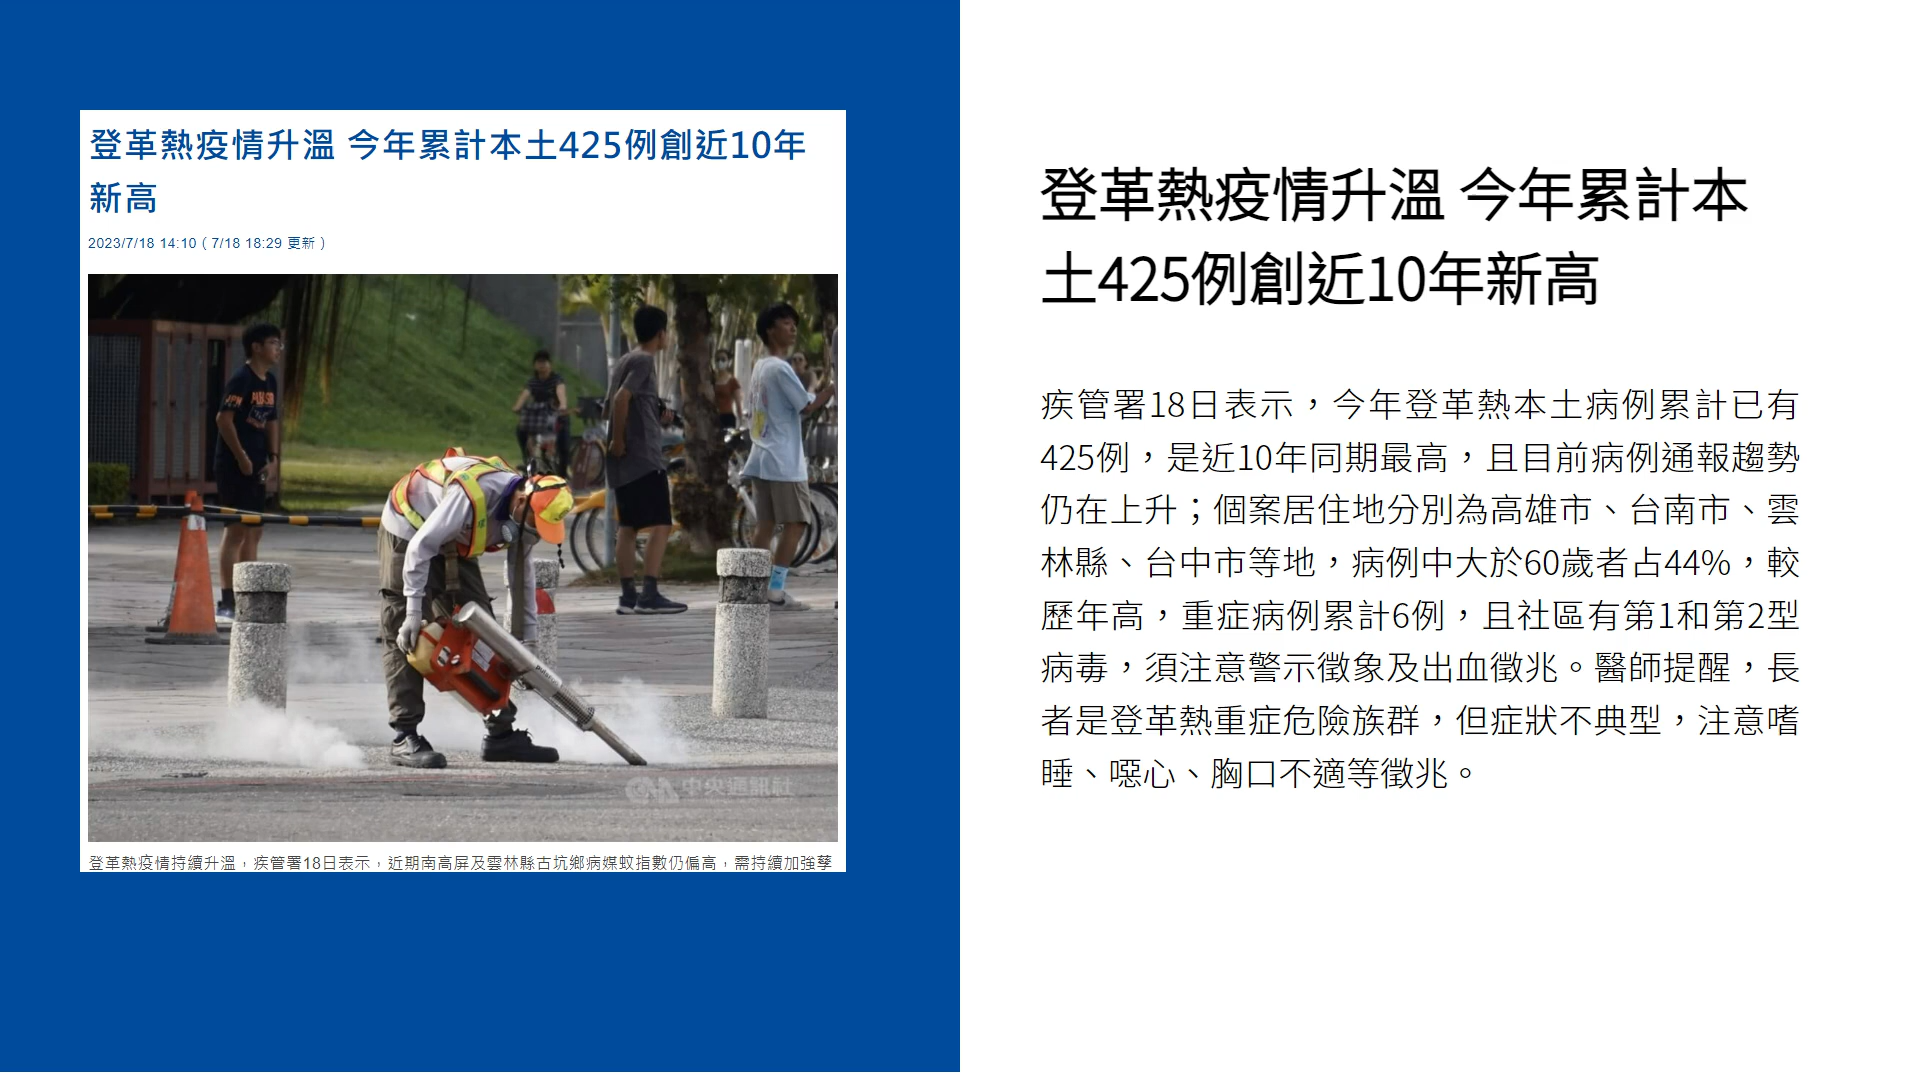 登革熱疫情升溫 今年累計本土425例創近10年
新高
2023/7/18 14:10（7/18 18:29 更新）
中央通訊社
登革熱疫情持續升溫，疾管署18日表示，近期南高屏及雲林縣古坑鄉病媒蚊指數仍偏高，需持續加強孳
登革熱疫情升溫 今年累計本
土425例創近10年新高
疾管署18日表示，今年登革熱本土病例累計已有
425例，是近10年同期最高，且目前病例通報趨勢
仍在上升；個案居住地分別為高雄市、台南市、雲
林縣、台中市等地，病例中大於60歲者占44%，較
歷年高，重症病例累計6例，且社區有第1和第2型
病毒，須注意警示徵象及出血徵兆。醫師提醒，長
者是登革熱重症危險族群，但症狀不典型，注意嗜
睡、噁心、胸口不適等徵兆。